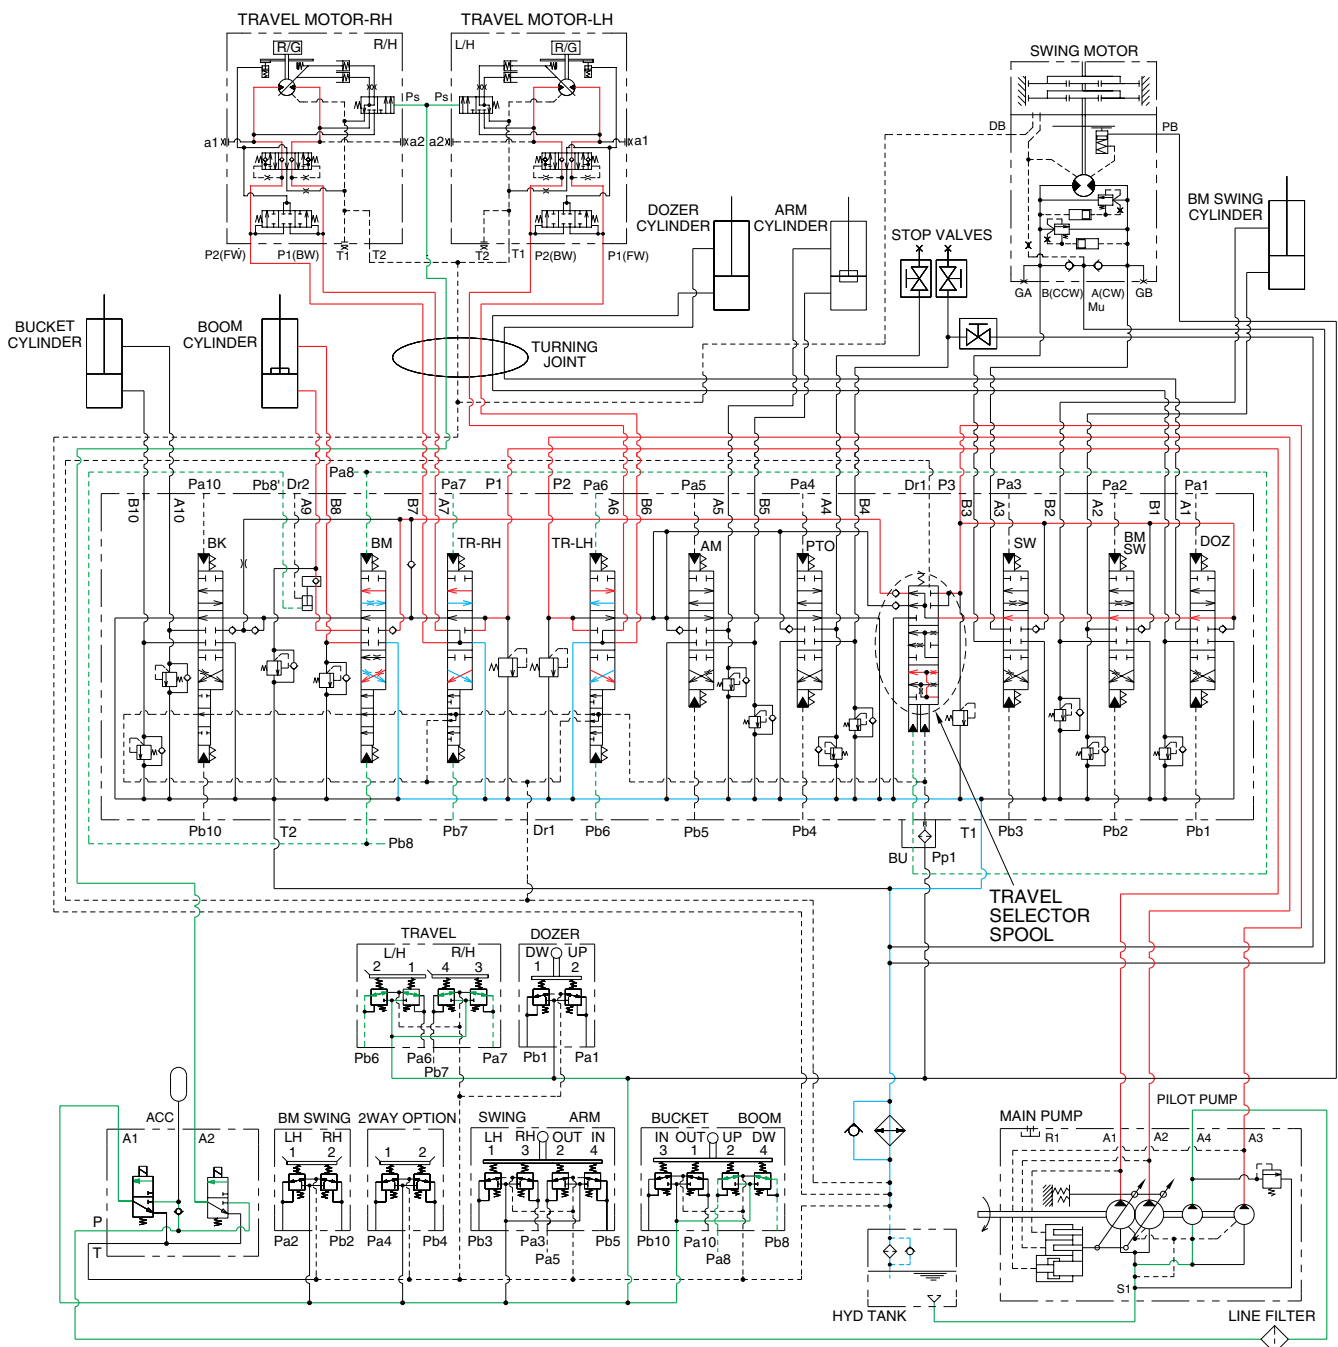 TRAVEL MOTOR-RH
TRAVEL MOTOR-LH
R/G
R/H
L/H
R/G
SWING MOTOR
Ps
Ps
DB
PB
a1
a2
a2
a1
DOZER
CYLINDER
ARM
CYLINDER
BM SWING
CYLINDER
STOP VALVES
P2(FW)
P1(BW)
T1
T2
T2
T1
P2(BW)
P1(FW)
GA
B(CCW)
A(CW)
GB
Mu
BUCKET
CYLINDER
BOOM
CYLINDER
TURNING
JOINT
Pa10
Pb8'
Dr2
Pa8
Pa7
P1
P2
Pa6
Pa5
Pa4
Dr1
P3
Pa3
Pa2
Pa1
B10
A10
A9
B8
B7
A7
A6
B6
A5
B5
A4
B4
B3
A3
B2
A2
B1
A1
BK
BM
TR-RH
TR-LH
AM
PTO
SW
BM
SW
DOZ
Pb10
T2
Pb8
Pb7
Dr1
Pb6
Pb5
Pb4
BU
Pp1
T1
Pb3
Pb2
Pb1
TRAVEL
SELECTOR
SPOOL
TRAVEL
L/H
R/H
2
1
4
3
Pb6
Pa6
Pb7
Pa7
DOZER
DW
UP
1
2
Pb1
Pa1
ACC
A1
A2
P
T
BM SWING
LH
RH
1
2
Pa2
Pb2
2WAY OPTION
1
2
Pa4
Pb4
SWING
ARM
LH
RH
OUT
IN
1
3
2
4
Pb3
Pa3
Pa5
Pb5
BUCKET
BOOM
IN
OUT
UP
DW
3
1
2
4
Pb10
Pa10
Pa8
Pb8
HYD TANK
MAIN PUMP
PILOT PUMP
R1
A1
A2
A4
A3
S1
LINE FILTER